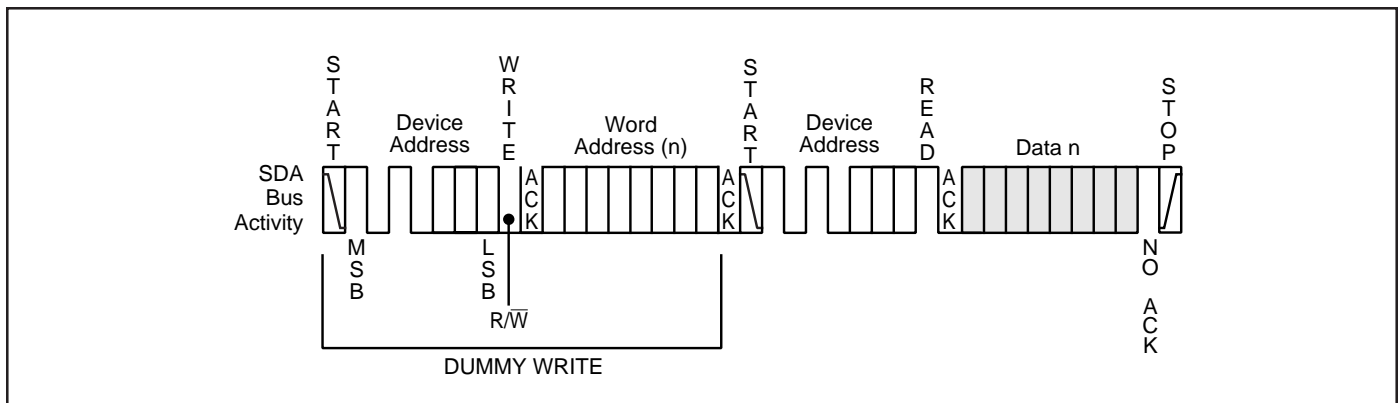 START
WRITE
START
READ
STOP
Device
Address
Word
Address (n)
Device
Address
Data n
SDA
Bus
Activity
ACK
ACK
ACK
MSB
LSB
R/W̅
NO ACK
DUMMY WRITE